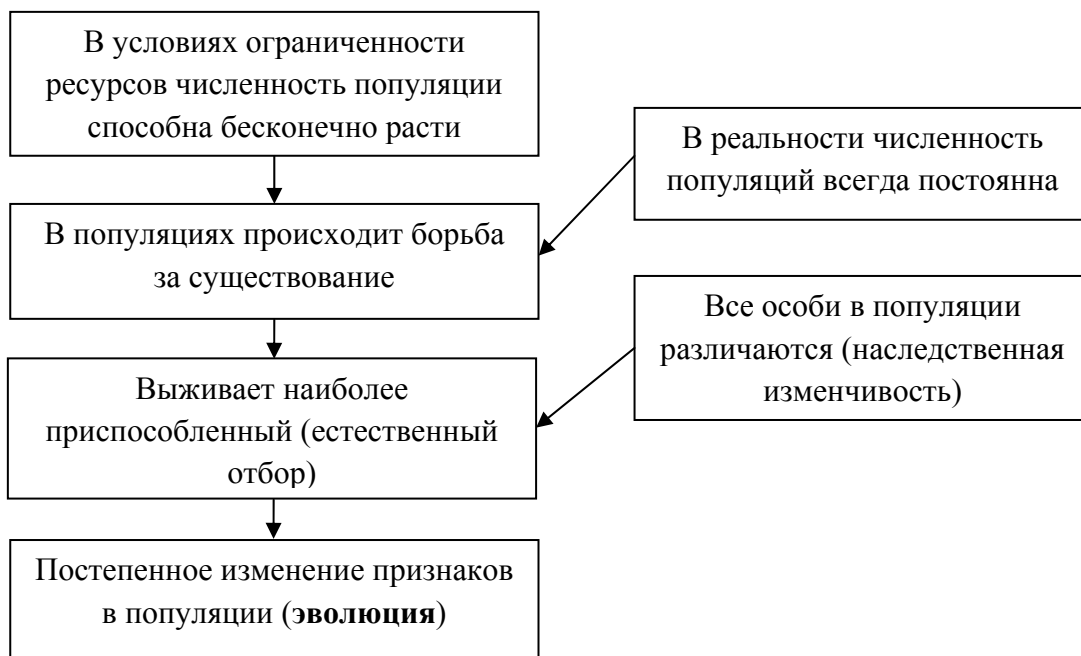 В условиях ограниченности
ресурсов численность популяции
способна бесконечно расти
В реальности численность
популяций всегда постоянна
В популяциях происходит борьба
за существование
Все особи в популяции
различаются (наследственная
изменчивость)
Выживает наиболее
приспособленный (естественный
отбор)
Постепенное изменение признаков
в популяции (эволюция)